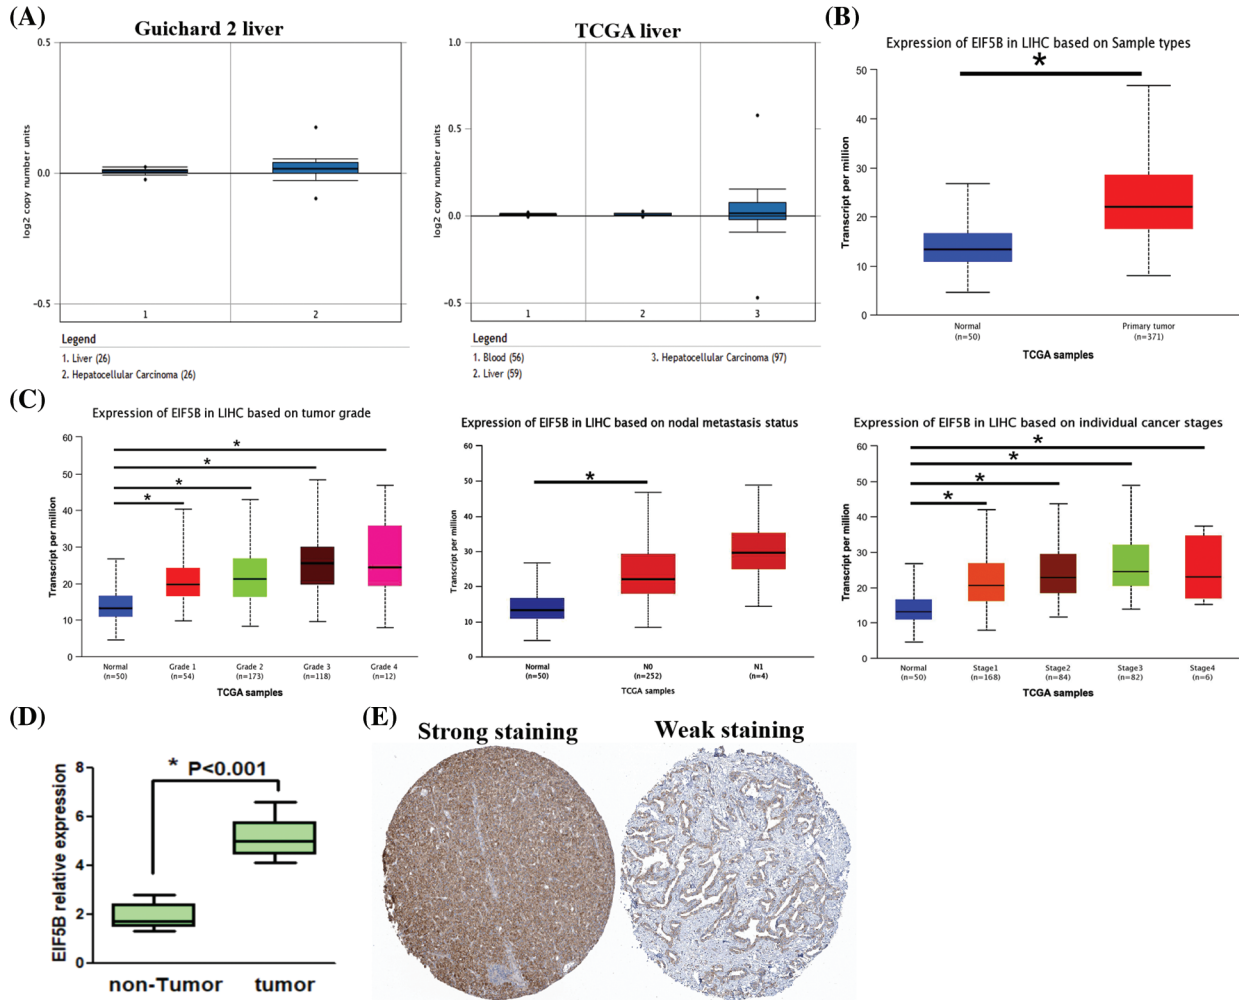 (A)
Guichard 2 liver
0.5
0.0
−0.5
log2 copy number units
1
2
Legend
1. Liver (26)
2. Hepatocellular Carcinoma (26)
TCGA liver
1.0
0.5
0.0
−0.5
log2 copy number units
1
2
3
Legend
1. Blood (56)
2. Liver (59)
3. Hepatocellular Carcinoma (97)
(B)
Expression of EIF5B in LIHC based on Sample types
*
50
40
30
20
10
0
Transcript per million
Normal
(n=50)
Primary tumor
(n=371)
TCGA samples
(C)
Expression of EIF5B in LIHC based on tumor grade
60
50
40
30
20
10
0
Transcript per million
*
*
*
*
Normal
(n=50)
Grade 1
(n=54)
Grade 2
(n=173)
Grade 3
(n=118)
Grade 4
(n=12)
TCGA samples
Expression of EIF5B in LIHC based on nodal metastasis status
60
50
40
30
20
10
0
Transcript per million
*
Normal
(n=50)
N0
(n=252)
N1
(n=4)
TCGA samples
Expression of EIF5B in LIHC based on individual cancer stages
60
50
40
30
20
10
0
Transcript per million
*
*
*
*
Normal
(n=50)
Stage1
(n=168)
Stage2
(n=84)
Stage3
(n=82)
Stage4
(n=6)
TCGA samples
(D)
* P<0.001
8
6
4
2
0
EIF5B relative expression
non-Tumor
tumor
(E)
Strong staining
Weak staining